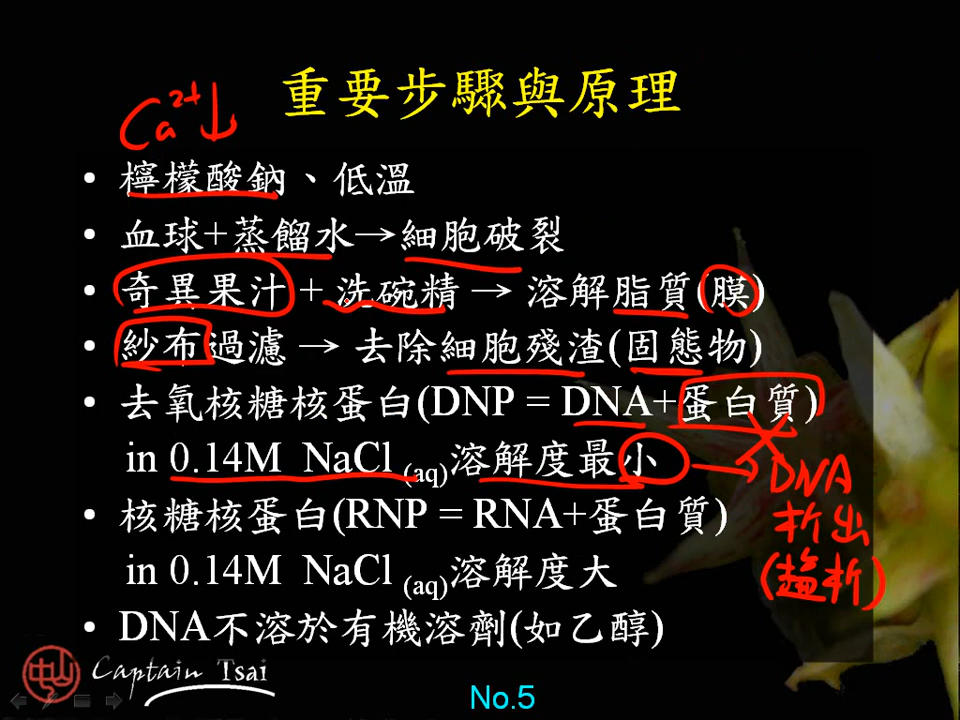 重要步驟與原理
Ca²⁺↓
• 檸檬酸鈉、低溫
• 血球+蒸餾水→細胞破裂
• 奇異果汁 + 洗碗精 → 溶解脂質(膜)
• 紗布過濾 → 去除細胞殘渣(固態物)
• 去氧核糖核蛋白(DNP = DNA+蛋白質)
in 0.14M NaCl (aq)溶解度最小
→DNA
析出
(鹽析)
• 核糖核蛋白(RNP = RNA+蛋白質)
in 0.14M NaCl (aq)溶解度大
• DNA不溶於有機溶劑(如乙醇)
Captain Tsai
No.5